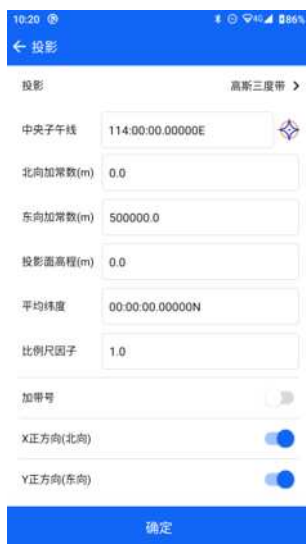 10:20 4G 86%
投影
投影 高斯三度带
中央子午线 114:00:00.00000E
北向加常数(m) 0.0
东向加常数(m) 500000.0
投影面高程(m) 0.0
平均纬度 00:00:00.00000N
比例尺因子 1.0
加带号
X正方向(北向)
Y正方向(东向)
确定